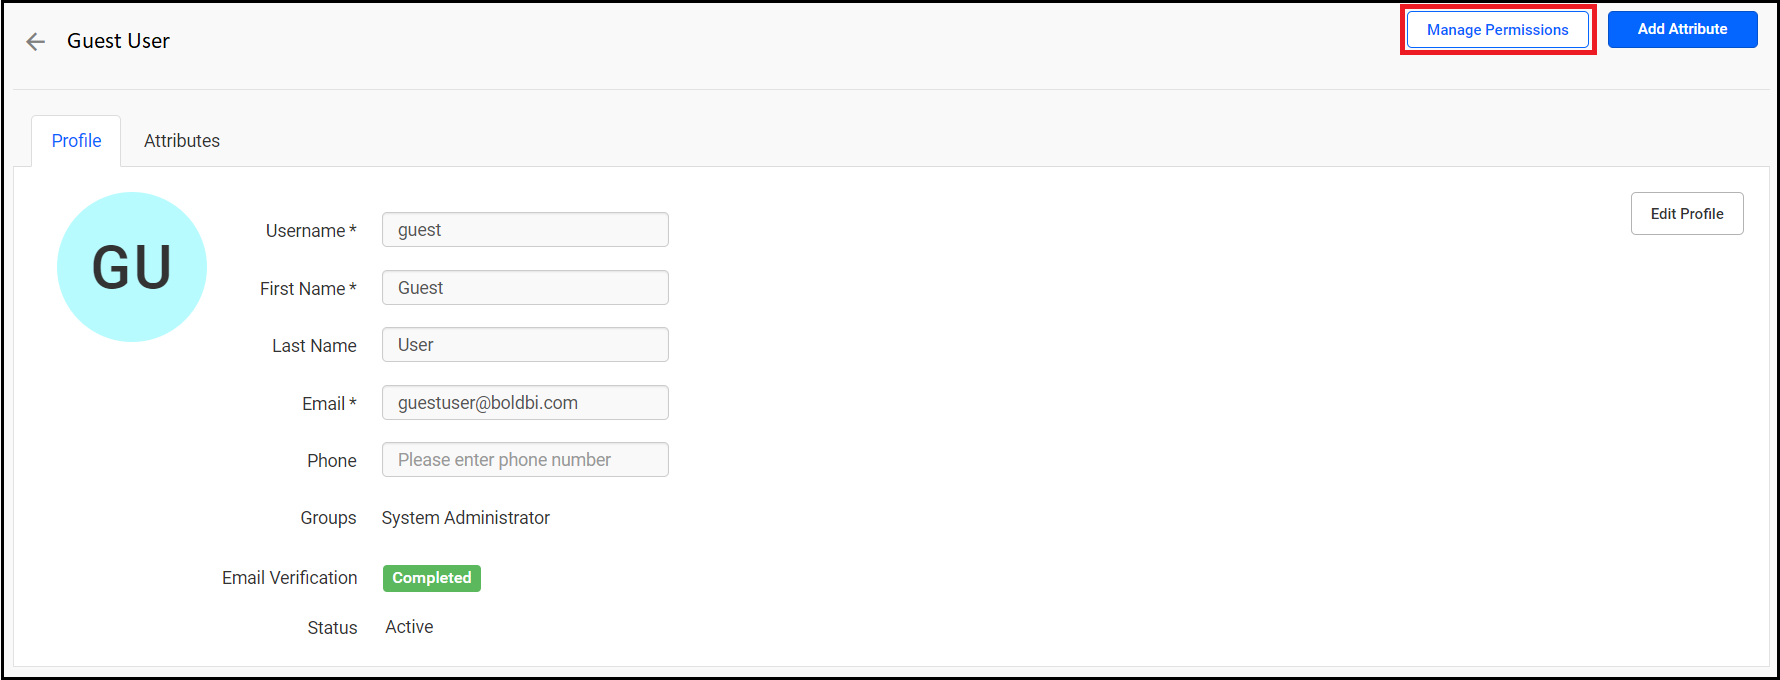 Guest User
Manage Permissions
Add Attribute
Profile
Attributes
GU
Edit Profile
Username * guest
First Name * Guest
Last Name User
Email * guestuser@boldbi.com
Phone Please enter phone number
Groups System Administrator
Email Verification Completed
Status Active